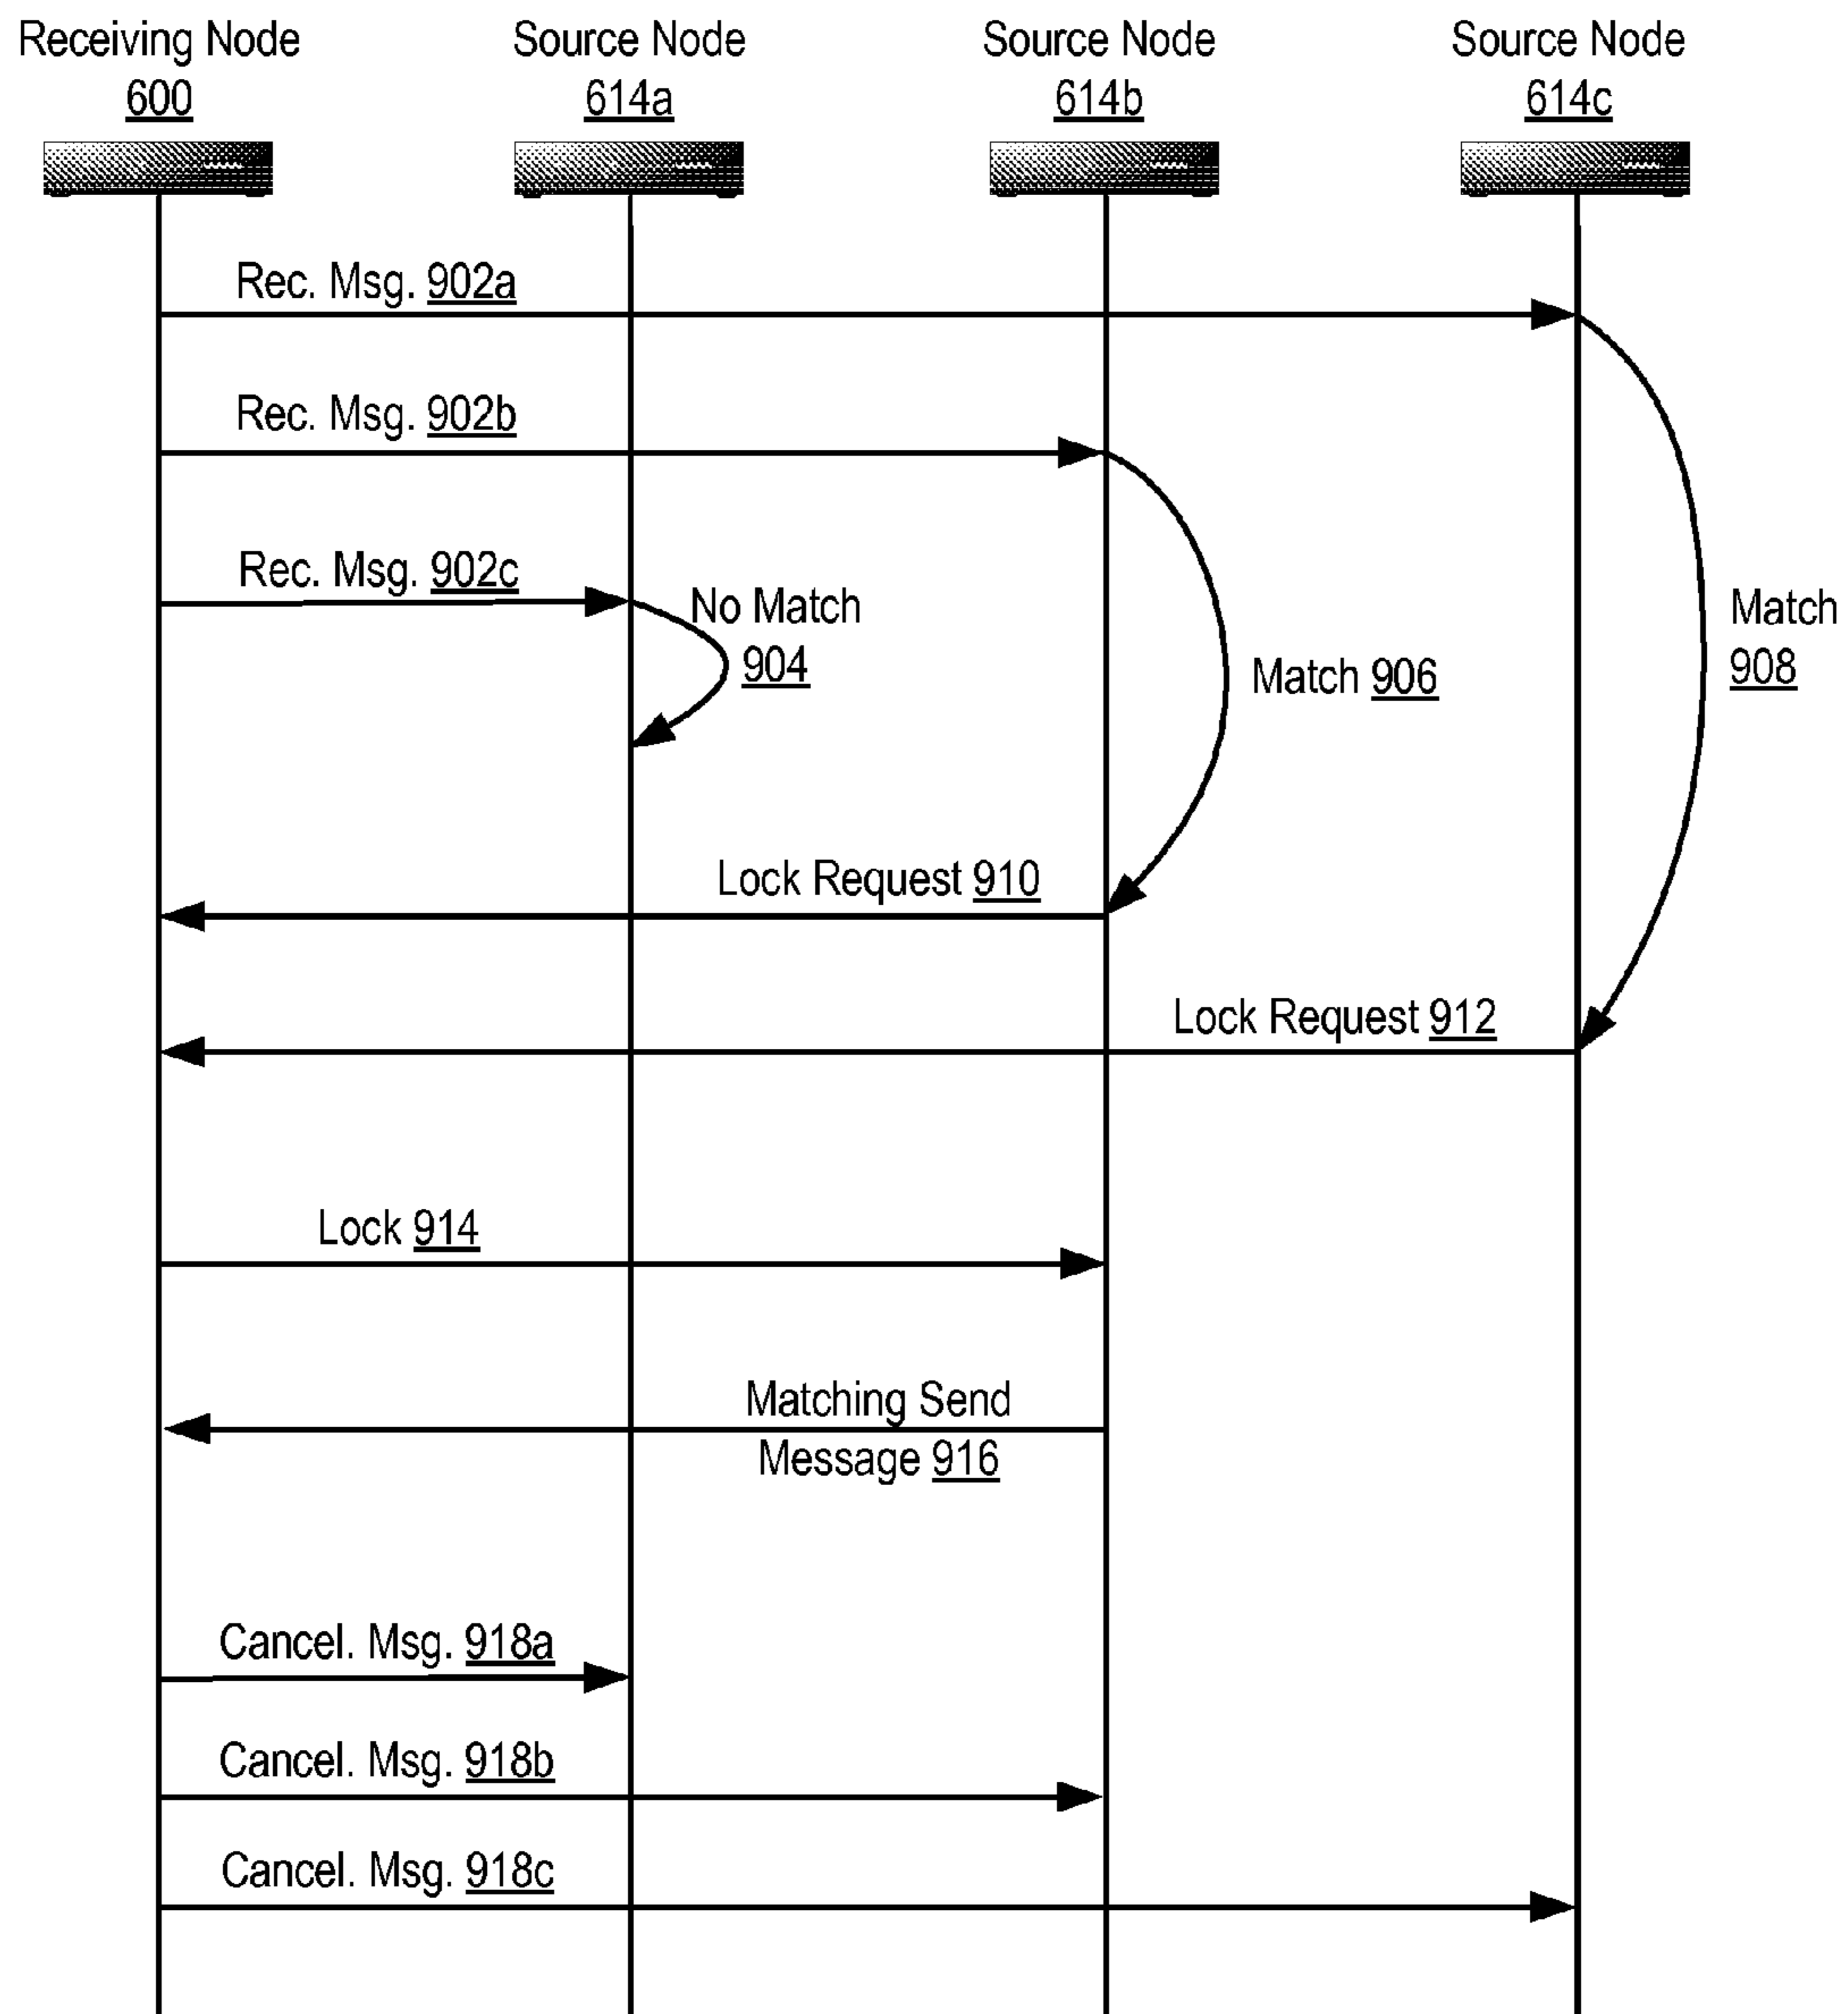 Receiving Node
600
Source Node
614a
Source Node
614b
Source Node
614c
Rec. Msg. 902a
Rec. Msg. 902b
Rec. Msg. 902c
No Match
904
Match 906
Match
908
Lock Request 910
Lock Request 912
Lock 914
Matching Send
Message 916
Cancel. Msg. 918a
Cancel. Msg. 918b
Cancel. Msg. 918c